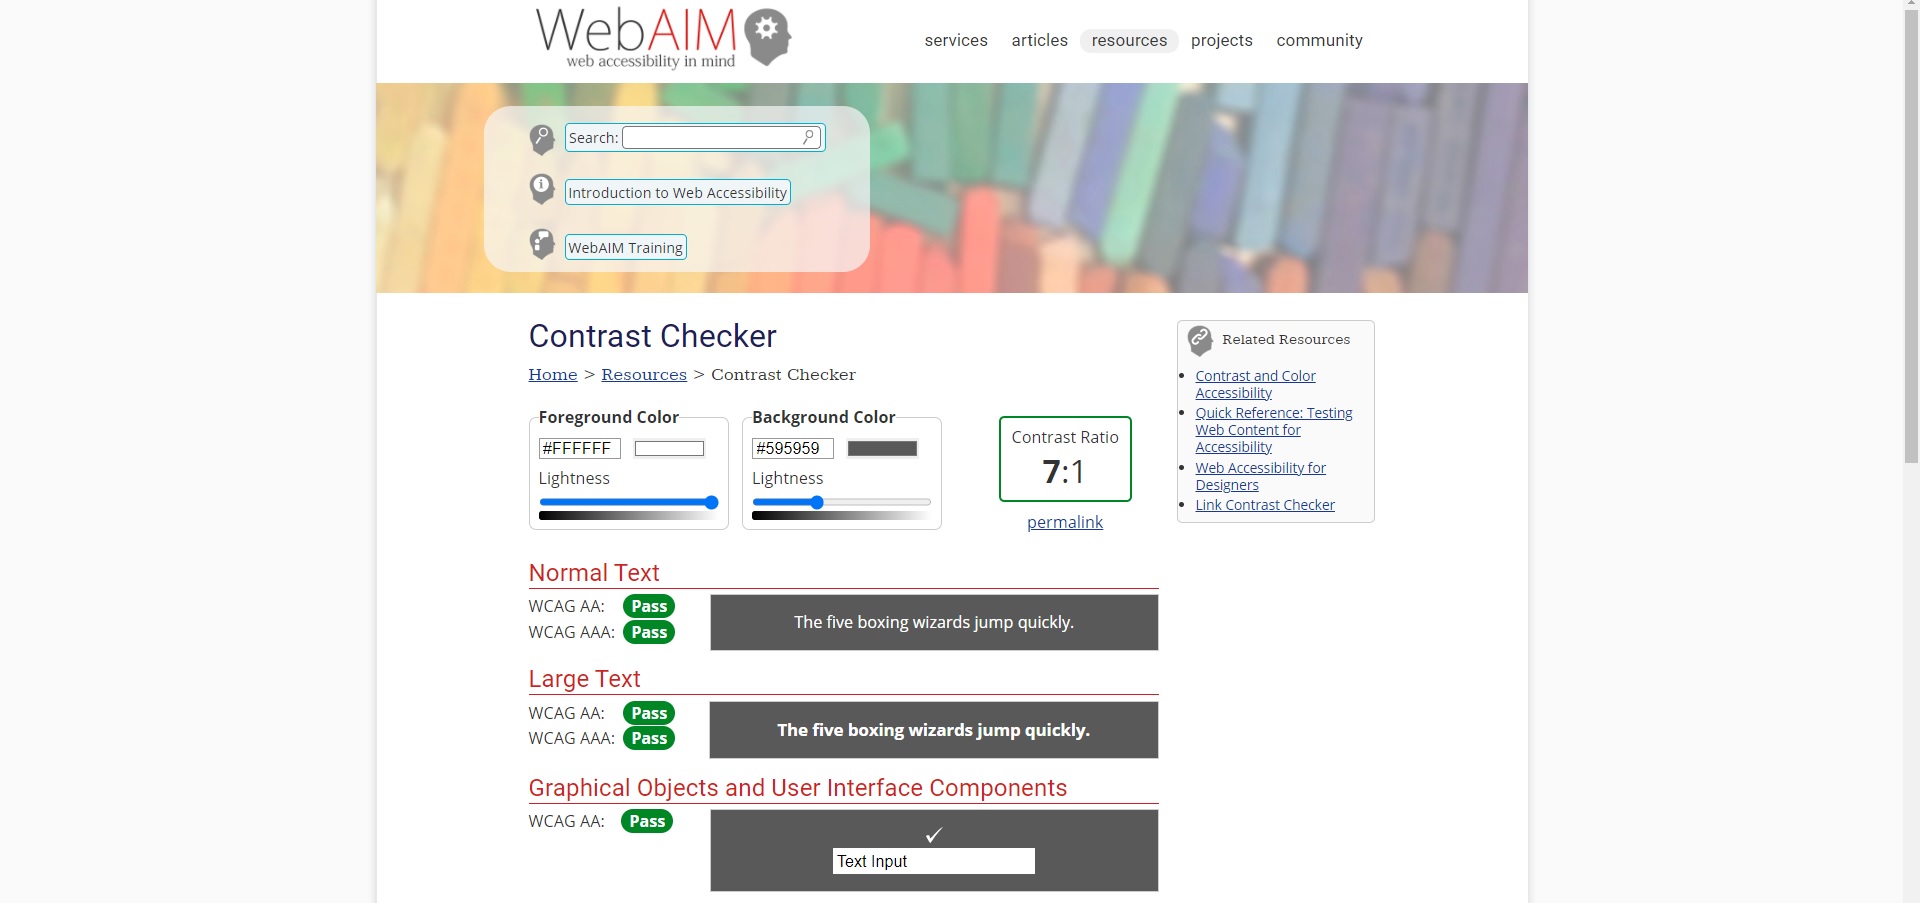 WebAIM
web accessibility in mind
services articles resources projects community
Search:
Introduction to Web Accessibility
WebAIM Training
Contrast Checker
Home > Resources > Contrast Checker
Foreground Color
#FFFFFF
Lightness
Background Color
#595959
Lightness
Contrast Ratio
7:1
permalink
Related Resources
Contrast and Color
Accessibility
Quick Reference: Testing
Web Content for
Accessibility
Web Accessibility for
Designers
Link Contrast Checker
Normal Text
WCAG AA: Pass
WCAG AAA: Pass
The five boxing wizards jump quickly.
Large Text
WCAG AA: Pass
WCAG AAA: Pass
The five boxing wizards jump quickly.
Graphical Objects and User Interface Components
WCAG AA: Pass
✓
Text Input